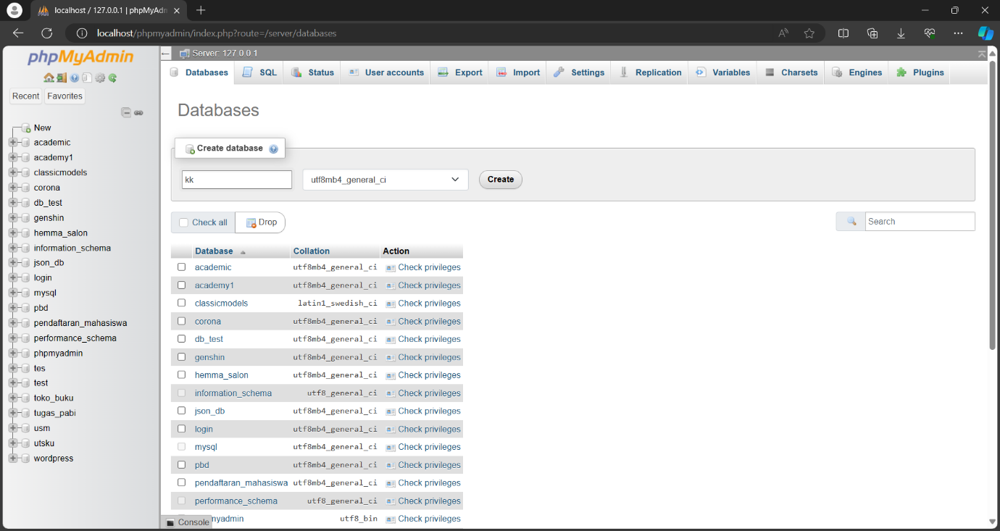 localhost / 127.0.0.1 | phpMyAdm
localhost/phpmyadmin/index.php?route=/server/databases
phpMyAdmin
Recent Favorites
New
academic
academy1
classicmodels
corona
db_test
genshin
hemma_salon
information_schema
json_db
login
mysql
pbd
pendaftaran_mahasiswa
performance_schema
phpmyadmin
tes
test
toko_buku
tugas_pabi
usm
utsku
wordpress
Server: 127.0.0.1
Databases SQL Status User accounts Export Import Settings Replication Variables Charsets Engines Plugins
Databases
Create database
kk utf8mb4_general_ci Create
Check all Drop Search
Database Collation Action
academic utf8mb4_general_ci Check privileges
academy1 utf8mb4_general_ci Check privileges
classicmodels latin1_swedish_ci Check privileges
corona utf8mb4_general_ci Check privileges
db_test utf8mb4_general_ci Check privileges
genshin utf8mb4_general_ci Check privileges
hemma_salon utf8mb4_general_ci Check privileges
information_schema utf8_general_ci Check privileges
json_db utf8mb4_general_ci Check privileges
login utf8mb4_general_ci Check privileges
mysql utf8mb4_general_ci Check privileges
pbd utf8mb4_general_ci Check privileges
pendaftaran_mahasiswa utf8mb4_general_ci Check privileges
performance_schema utf8_general_ci Check privileges
myadmin utf8_bin Check privileges
Console